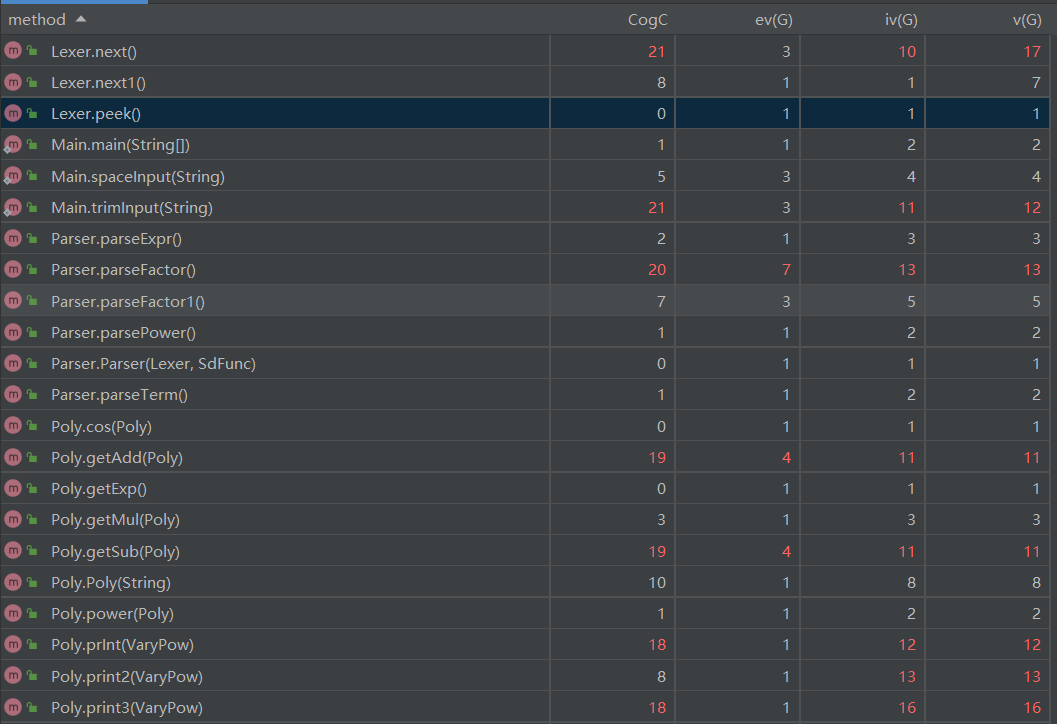 method CogC ev(G) iv(G) v(G)
m Lexer.next() 21 3 10 17
m Lexer.next1() 8 1 1 7
m Lexer.peek() 0 1 1 1
m Main.main(String[]) 1 1 2 2
m Main.spaceInput(String) 5 3 4 4
m Main.trimInput(String) 21 3 11 12
m Parser.parseExpr() 2 1 3 3
m Parser.parseFactor() 20 7 13 13
m Parser.parseFactor1() 7 3 5 5
m Parser.parsePower() 1 1 2 2
m Parser.Parser(Lexer, SdFunc) 0 1 1 1
m Parser.parseTerm() 1 1 2 2
m Poly.cos(Poly) 0 1 1 1
m Poly.getAdd(Poly) 19 4 11 11
m Poly.getExp() 0 1 1 1
m Poly.getMul(Poly) 3 1 3 3
m Poly.getSub(Poly) 19 4 11 11
m Poly.Poly(String) 10 1 8 8
m Poly.power(Poly) 1 1 2 2
m Poly.prInt(VaryPow) 18 1 12 12
m Poly.print2(VaryPow) 8 1 13 13
m Poly.print3(VaryPow) 18 1 16 16